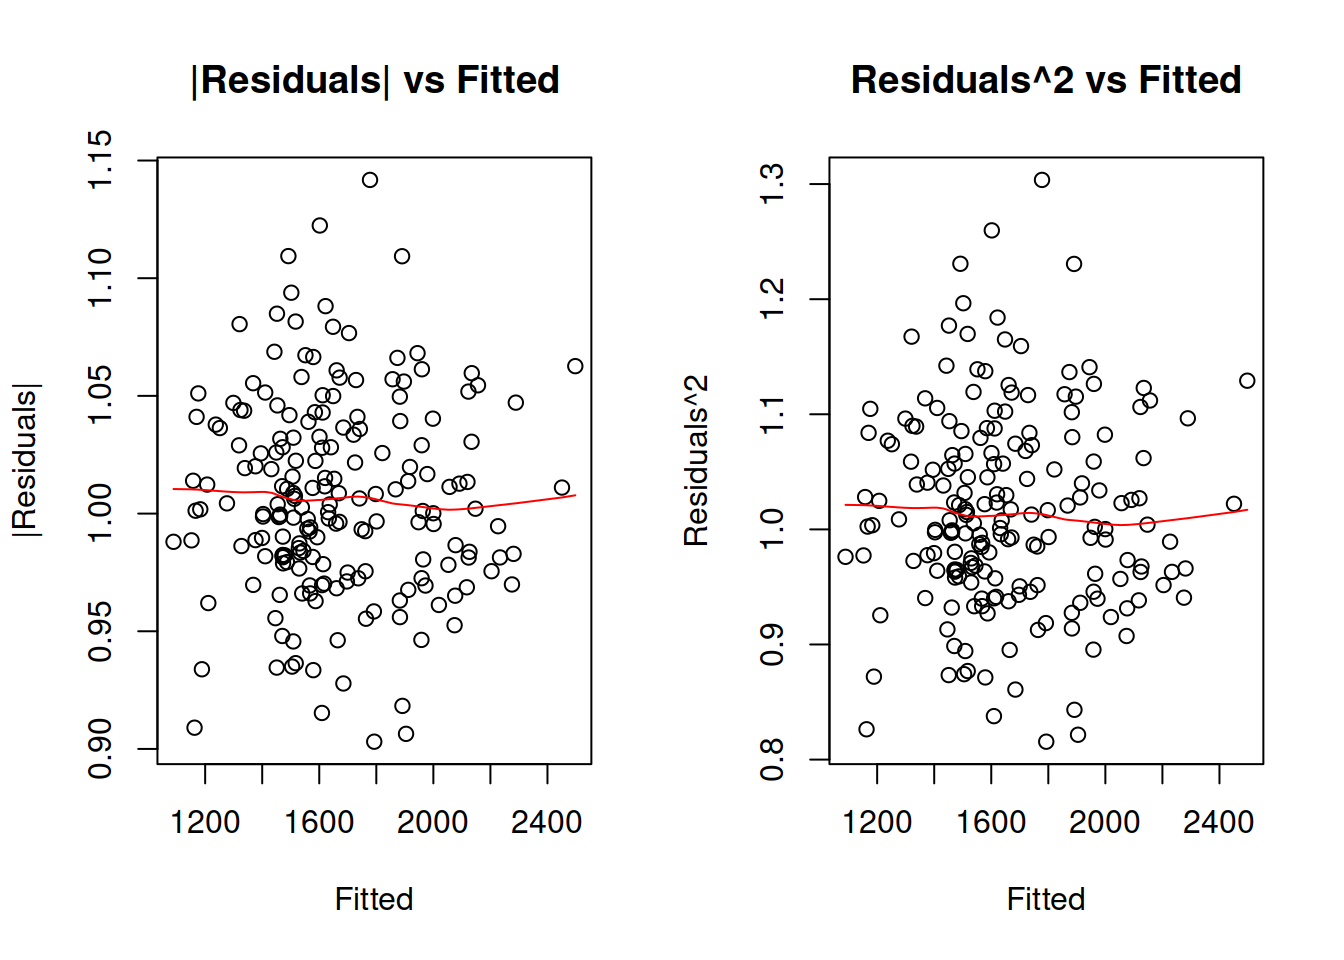 |Residuals| vs Fitted
|Residuals|
0.90 0.95 1.00 1.05 1.10 1.15
1200 1600 2000 2400
Fitted
Residuals^2 vs Fitted
Residuals^2
0.8 0.9 1.0 1.1 1.2 1.3
1200 1600 2000 2400
Fitted